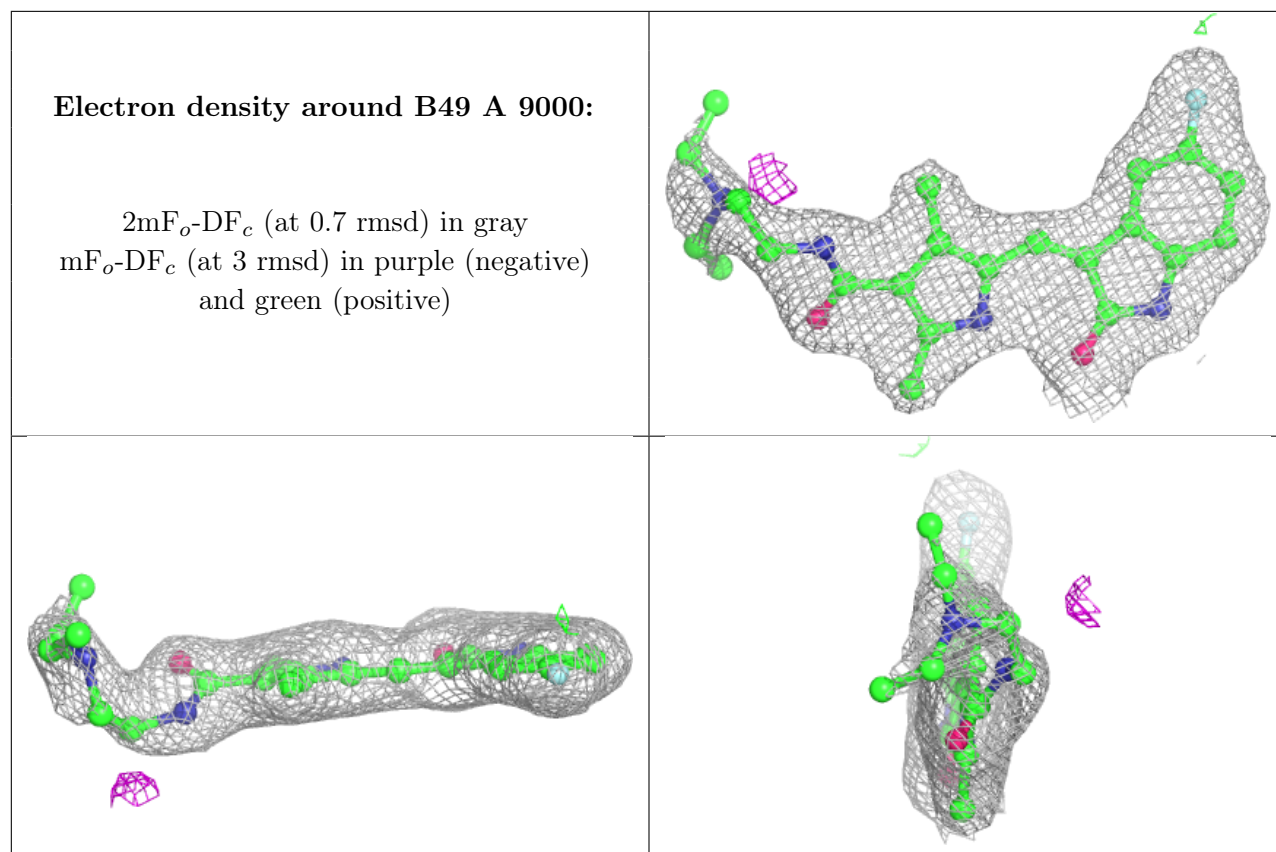 Electron density around B49 A 9000:
2mFo-DFc (at 0.7 rmsd) in gray
mFo-DFc (at 3 rmsd) in purple (negative)
and green (positive)